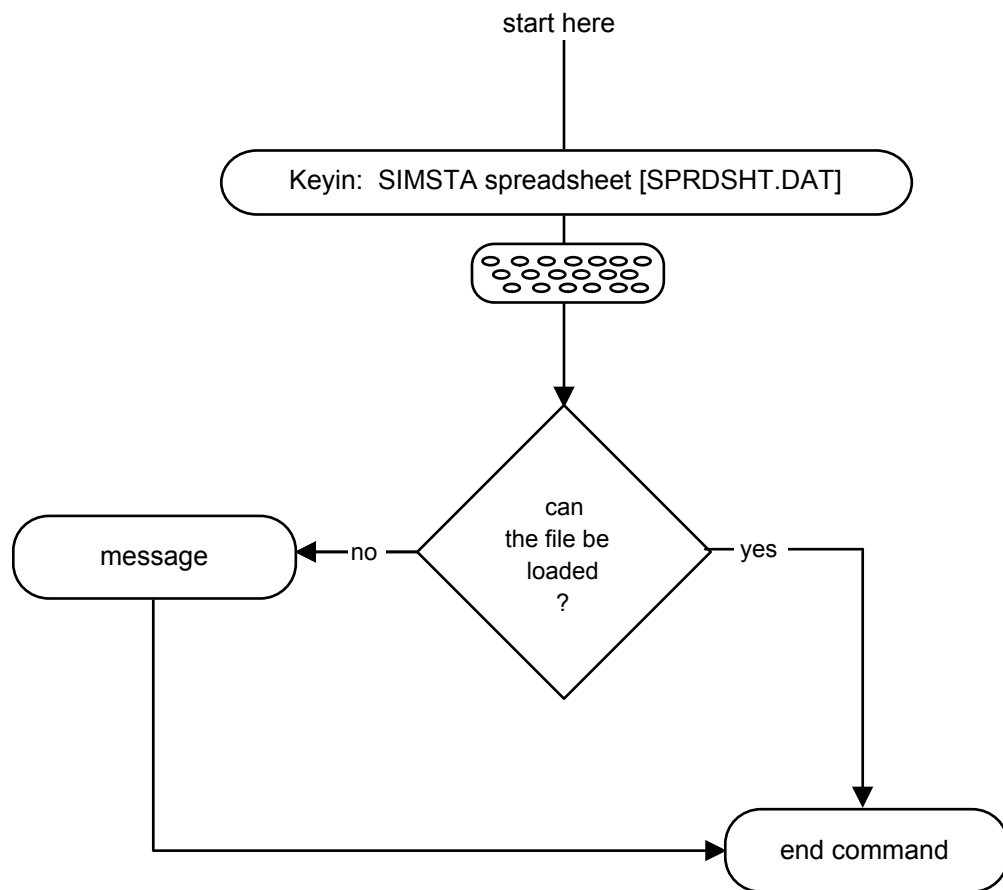 start here
Keyin:  SIMSTA spreadsheet [SPRDSHT.DAT]
can
the file be
loaded
?
message
no
yes
end command